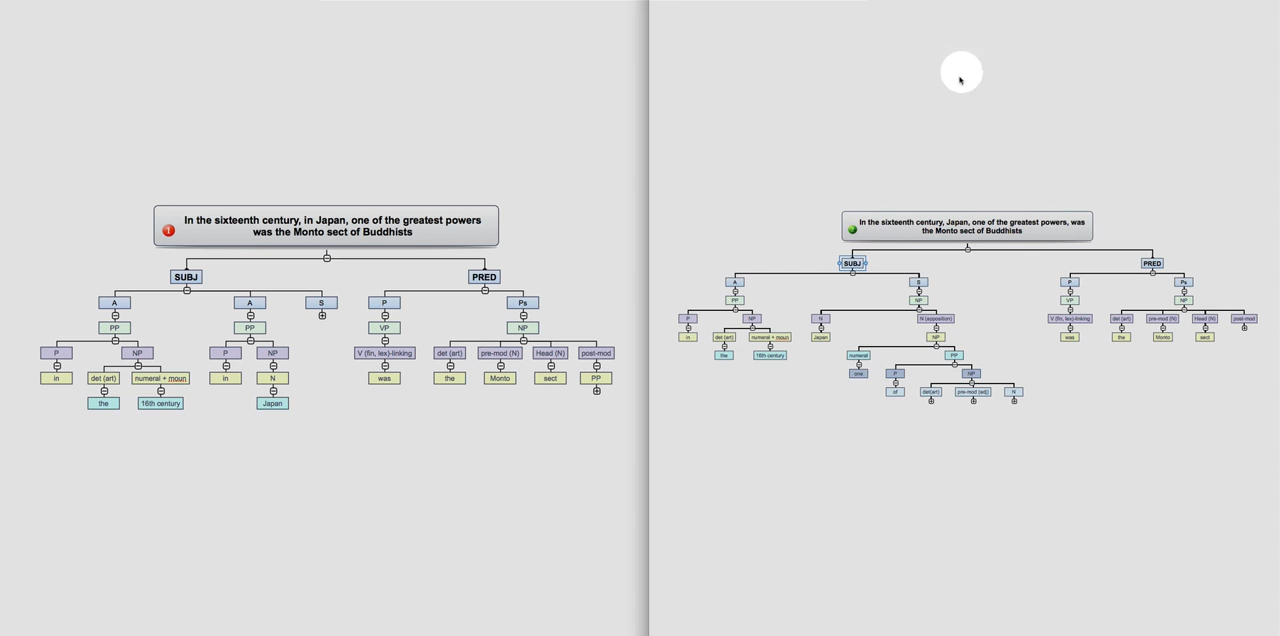 In the sixteenth century, in Japan, one of the greatest powers
was the Monto sect of Buddhists
SUBJ PRED
A A S P Ps
PP PP VP NP
P NP P NP V (fin, lex)-linking det (art) pre-mod (N) Head (N) post-mod
in det (art) numeral + moun in N was the Monto sect PP
the 16th century Japan
In the sixteenth century, Japan, one of the greatest powers, was
the Monto sect of Buddhists
SUBJ PRED
A S P Ps
PP NP VP NP
P NP N N (apposition) V (fin, lex)-linking det (art) pre-mod (N) Head (N) post-mod
in det (art) numeral + moun Japan NP was the Monto sect
the 16th century numeral PP
one P NP
of det(art) pre-mod (adj) N